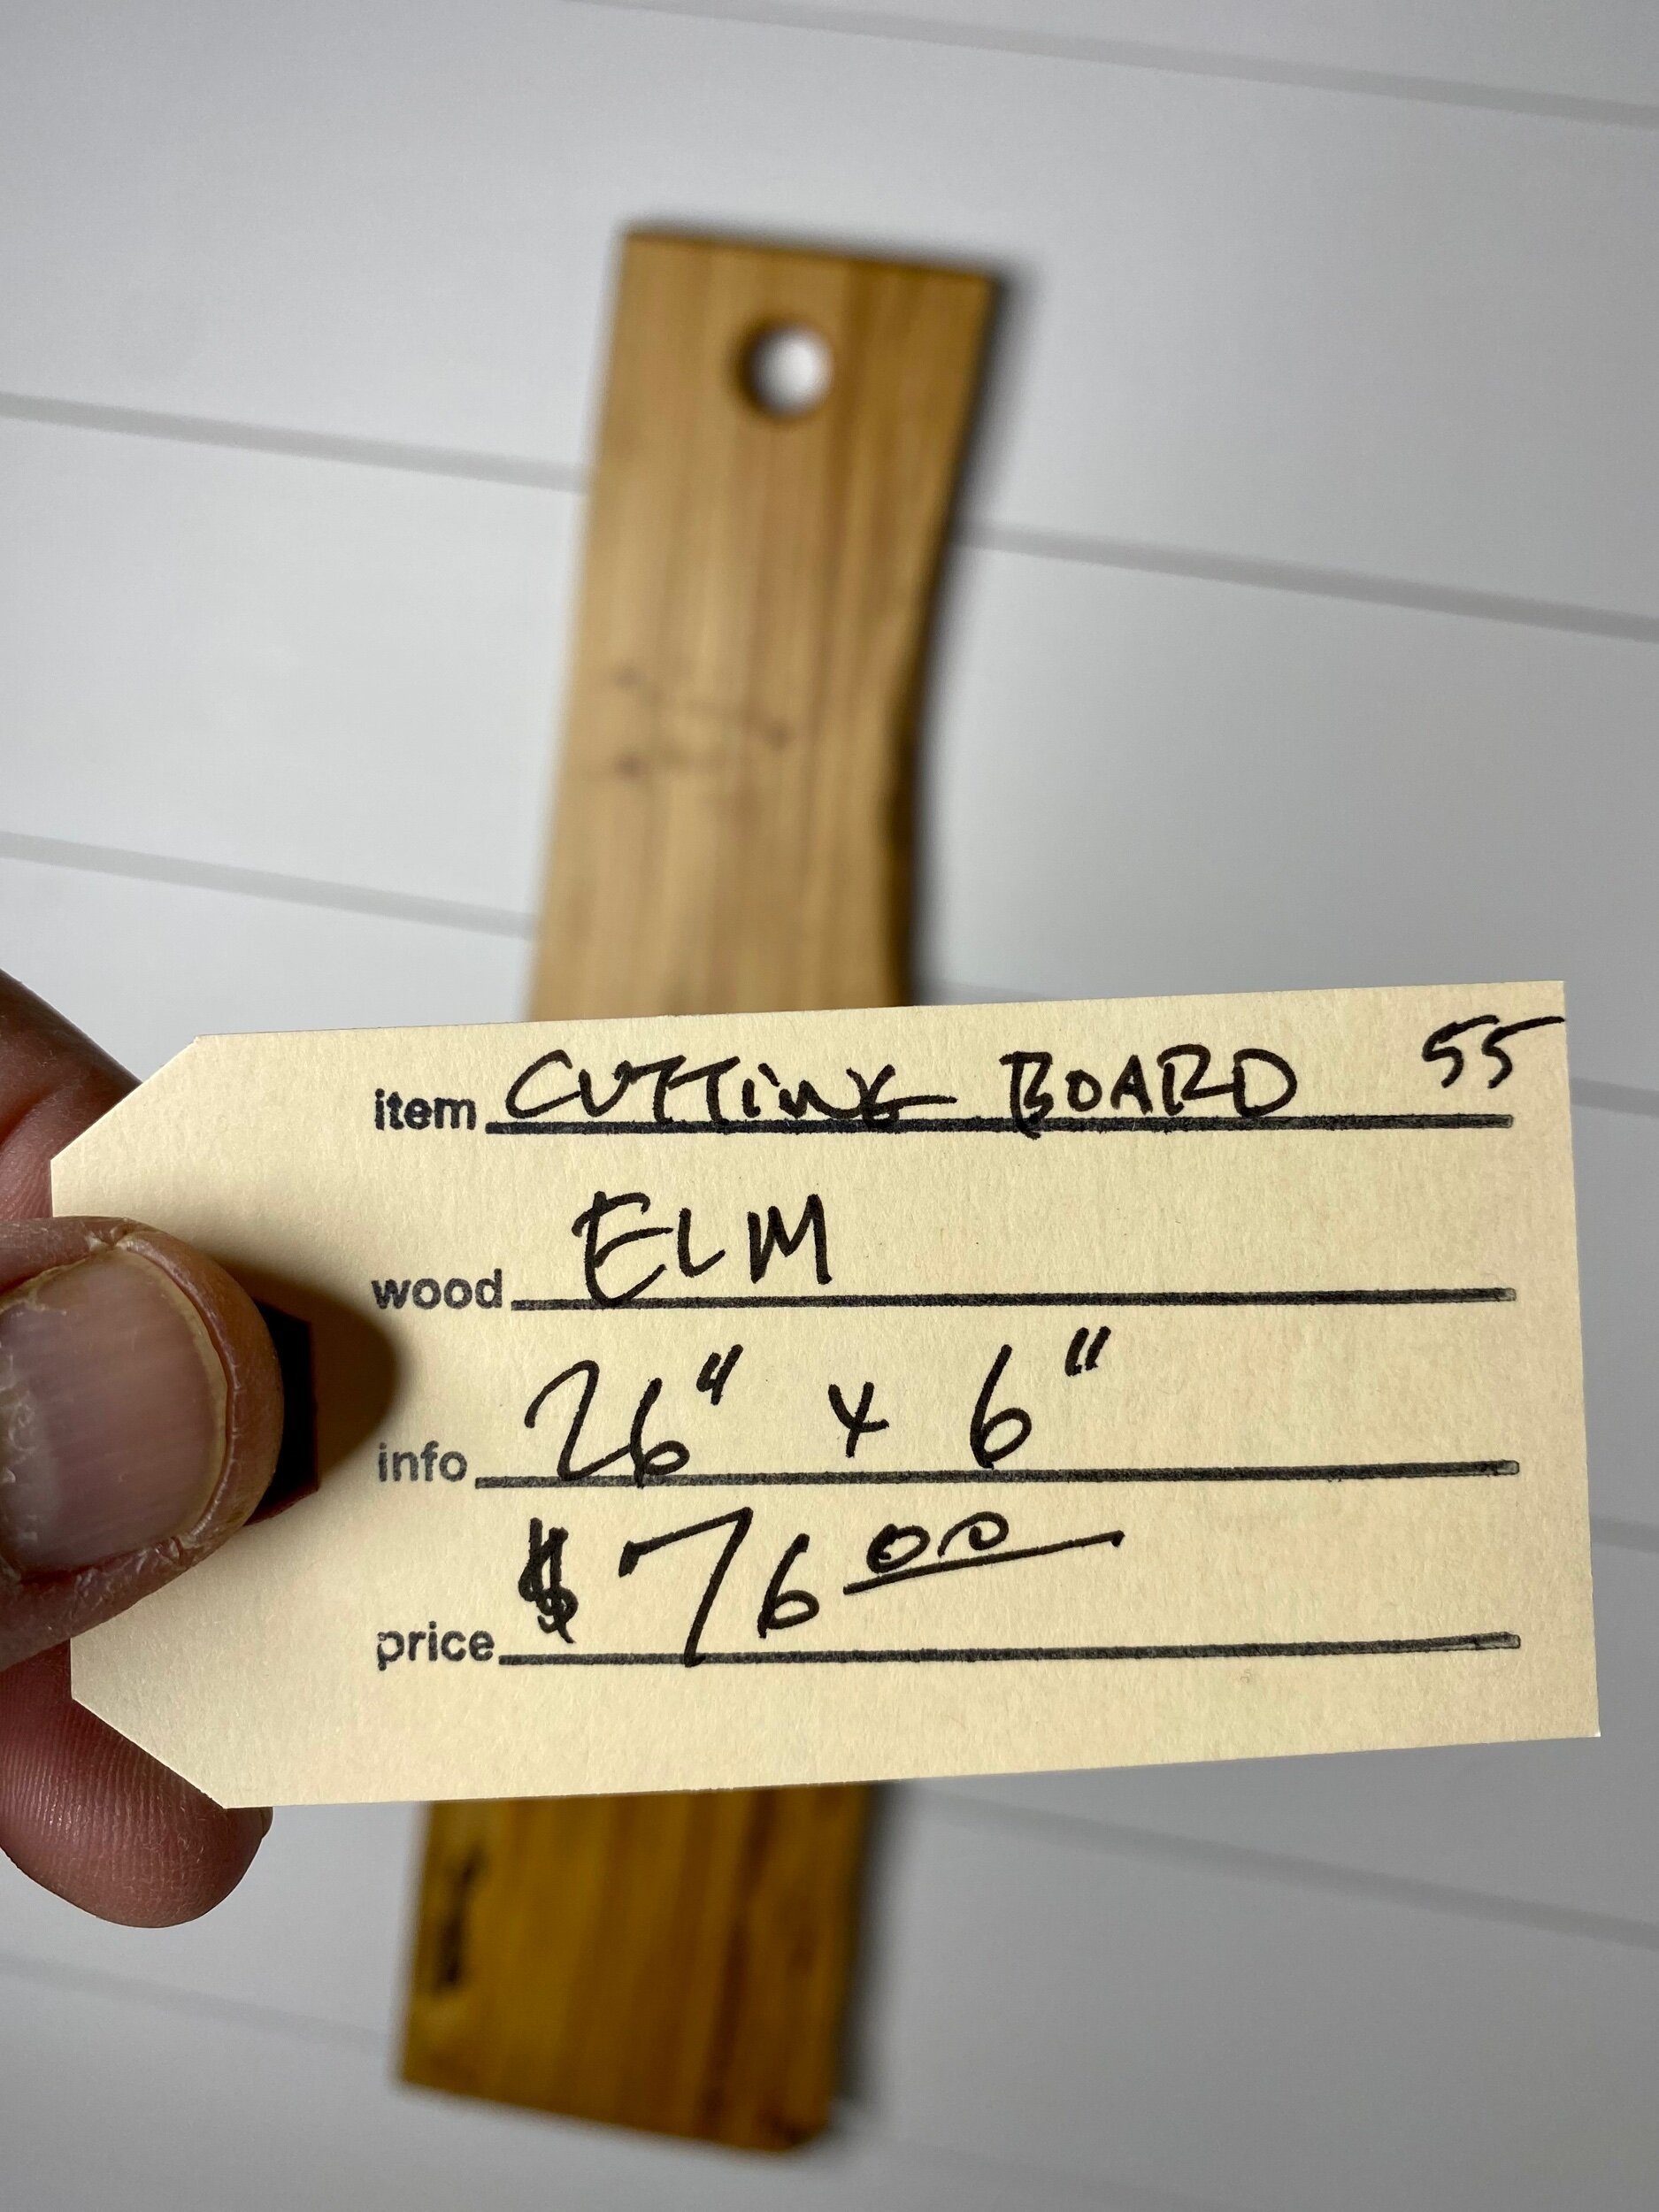 item CUTTING BOARD 55
wood ELM
info 26" x 6"
price $76 00